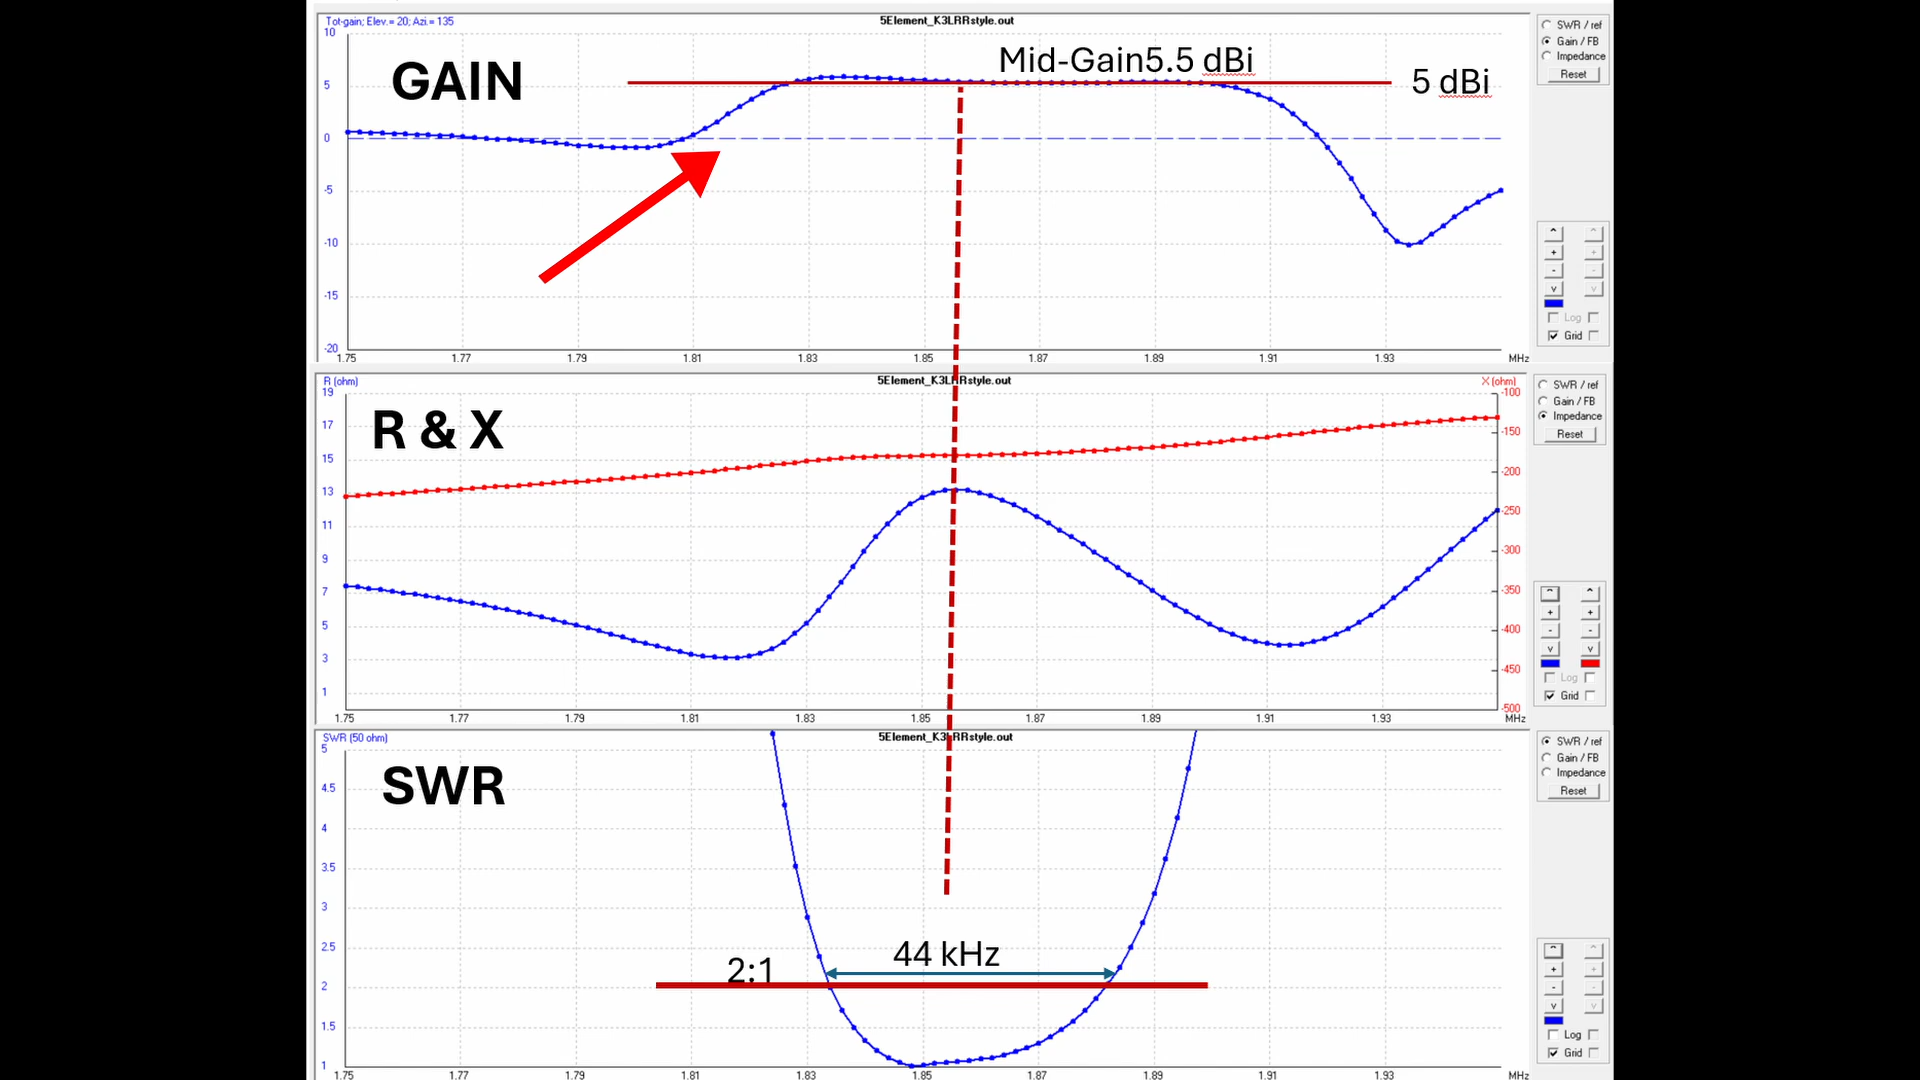 Tot-gain; Elev.= 20; Azi.= 135
5Element_K3LRRstyle.out
GAIN
Mid-Gain5.5 dBi
5 dBi
10
5
0
-5
-10
-15
-20
1.75 1.77 1.79 1.81 1.83 1.85 1.87 1.89 1.91 1.93 MHz
SWR / ref
Gain / FB
Impedance
Reset
^ ^
+ +
- -
v v
Log
Grid
R (ohm)
5Element_K3LRRstyle.out
X (ohm)
R & X
19
17
15
13
11
9
7
5
3
1
-100
-150
-200
-250
-300
-350
-400
-450
-500
1.75 1.77 1.79 1.81 1.83 1.85 1.87 1.89 1.91 1.93 MHz
SWR / ref
Gain / FB
Impedance
Reset
^ ^
+ +
- -
v v
Log
Grid
SWR (50 ohm)
5Element_K3LRRstyle.out
SWR
5
4.5
4
3.5
3
2.5
2
1.5
1
44 kHz
2:1
1.75 1.77 1.79 1.81 1.83 1.85 1.87 1.89 1.91 1.93 MHz
SWR / ref
Gain / FB
Impedance
Reset
^ ^
+ +
- -
v v
Log
Grid